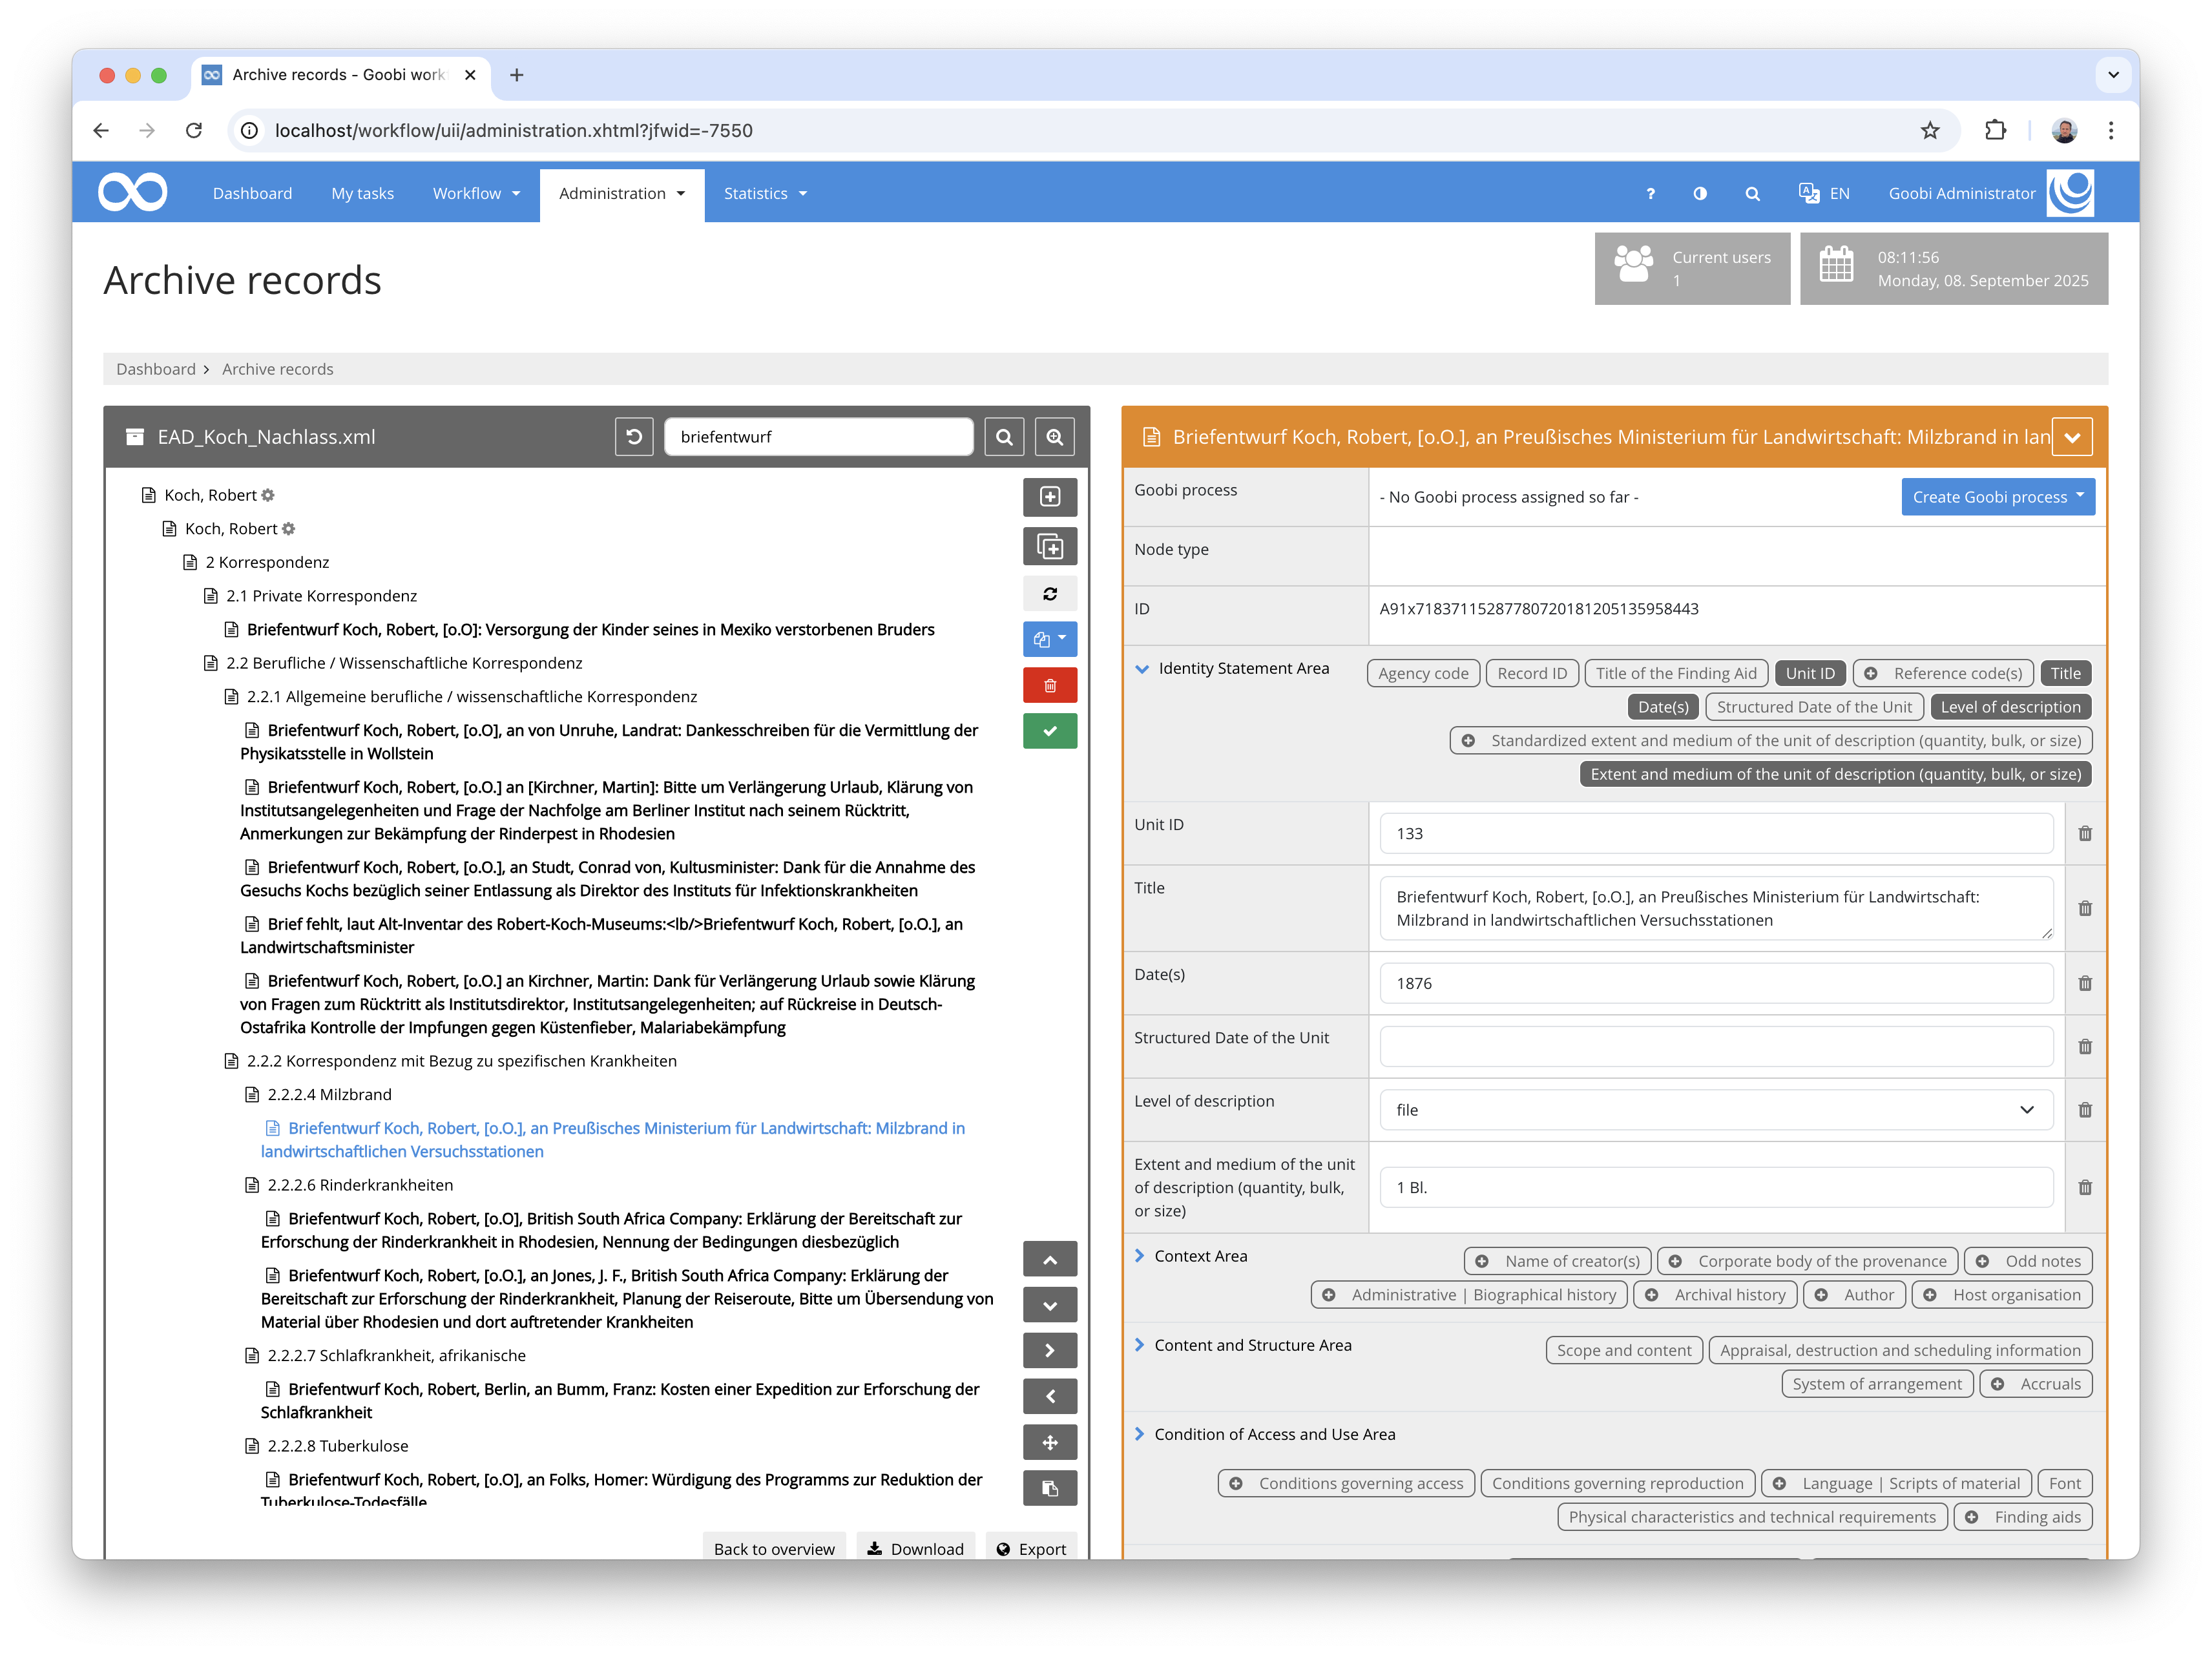 Archive records - Goobi work
localhost/workflow/uii/administration.xhtml?jfwid=-7550
Dashboard
My tasks
Workflow
Administration
Statistics
?
EN
Goobi Administrator
Archive records
Current users
1
08:11:56
Monday, 08. September 2025
Dashboard
Archive records
EAD_Koch_Nachlass.xml
briefentwurf
Koch, Robert
Koch, Robert
2 Korrespondenz
2.1 Private Korrespondenz
Briefentwurf Koch, Robert, [o.O]: Versorgung der Kinder seines in Mexiko verstorbenen Bruders
2.2 Berufliche / Wissenschaftliche Korrespondenz
2.2.1 Allgemeine berufliche / wissenschaftliche Korrespondenz
Briefentwurf Koch, Robert, [o.O], an von Unruhe, Landrat: Dankesschreiben für die Vermittlung der
Physikatsstelle in Wollstein
Briefentwurf Koch, Robert, [o.O.] an [Kirchner, Martin]: Bitte um Verlängerung Urlaub, Klärung von
Institutsangelegenheiten und Frage der Nachfolge am Berliner Institut nach seinem Rücktritt,
Anmerkungen zur Bekämpfung der Rinderpest in Rhodesien
Briefentwurf Koch, Robert, [o.O.], an Studt, Conrad von, Kultusminister: Dank für die Annahme des
Gesuchs Kochs bezüglich seiner Entlassung als Direktor des Instituts für Infektionskrankheiten
Brief fehlt, laut Alt-Inventar des Robert-Koch-Museums:<lb/>Briefentwurf Koch, Robert, [o.O.], an
Landwirtschaftsminister
Briefentwurf Koch, Robert, [o.O.] an Kirchner, Martin: Dank für Verlängerung Urlaub sowie Klärung
von Fragen zum Rücktritt als Institutsdirektor, Institutsangelegenheiten; auf Rückreise in Deutsch-
Ostafrika Kontrolle der Impfungen gegen Küstenfieber, Malariabekämpfung
2.2.2 Korrespondenz mit Bezug zu spezifischen Krankheiten
2.2.2.4 Milzbrand
Briefentwurf Koch, Robert, [o.O.], an Preußisches Ministerium für Landwirtschaft: Milzbrand in
landwirtschaftlichen Versuchsstationen
2.2.2.6 Rinderkrankheiten
Briefentwurf Koch, Robert, [o.O], British South Africa Company: Erklärung der Bereitschaft zur
Erforschung der Rinderkrankheit in Rhodesien, Nennung der Bedingungen diesbezüglich
Briefentwurf Koch, Robert, [o.O.], an Jones, J. F., British South Africa Company: Erklärung der
Bereitschaft zur Erforschung der Rinderkrankheit, Planung der Reiseroute, Bitte um Übersendung von
Material über Rhodesien und dort auftretender Krankheiten
2.2.2.7 Schlafkrankheit, afrikanische
Briefentwurf Koch, Robert, Berlin, an Bumm, Franz: Kosten einer Expedition zur Erforschung der
Schlafkrankheit
2.2.2.8 Tuberkulose
Briefentwurf Koch, Robert, [o.O], an Folks, Homer: Würdigung des Programms zur Reduktion der
Tuberkulose-Todesfälle
Back to overview
Download
Export
Briefentwurf Koch, Robert, [o.O.], an Preußisches Ministerium für Landwirtschaft: Milzbrand in lan
Goobi process
- No Goobi process assigned so far -
Create Goobi process
Node type
ID
A91x71837115287780720181205135958443
Identity Statement Area
Agency code
Record ID
Title of the Finding Aid
Unit ID
Reference code(s)
Title
Date(s)
Structured Date of the Unit
Level of description
Standardized extent and medium of the unit of description (quantity, bulk, or size)
Extent and medium of the unit of description (quantity, bulk, or size)
Unit ID
133
Title
Briefentwurf Koch, Robert, [o.O.], an Preußisches Ministerium für Landwirtschaft:
Milzbrand in landwirtschaftlichen Versuchsstationen
Date(s)
1876
Structured Date of the Unit
Level of description
file
Extent and medium of the unit
of description (quantity, bulk,
or size)
1 Bl.
Context Area
Name of creator(s)
Corporate body of the provenance
Odd notes
Administrative | Biographical history
Archival history
Author
Host organisation
Content and Structure Area
Scope and content
Appraisal, destruction and scheduling information
System of arrangement
Accruals
Condition of Access and Use Area
Conditions governing access
Conditions governing reproduction
Language | Scripts of material
Font
Physical characteristics and technical requirements
Finding aids